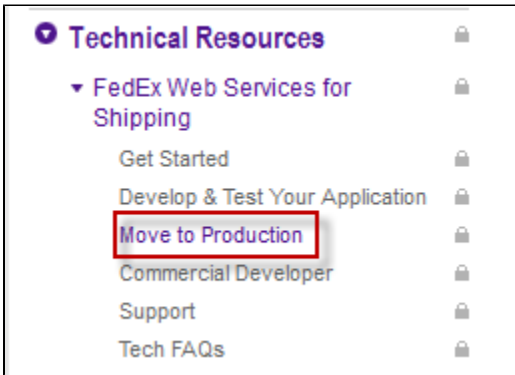 Technical Resources
FedEx Web Services for
Shipping
Get Started
Develop & Test Your Application
Move to Production
Commercial Developer
Support
Tech FAQs